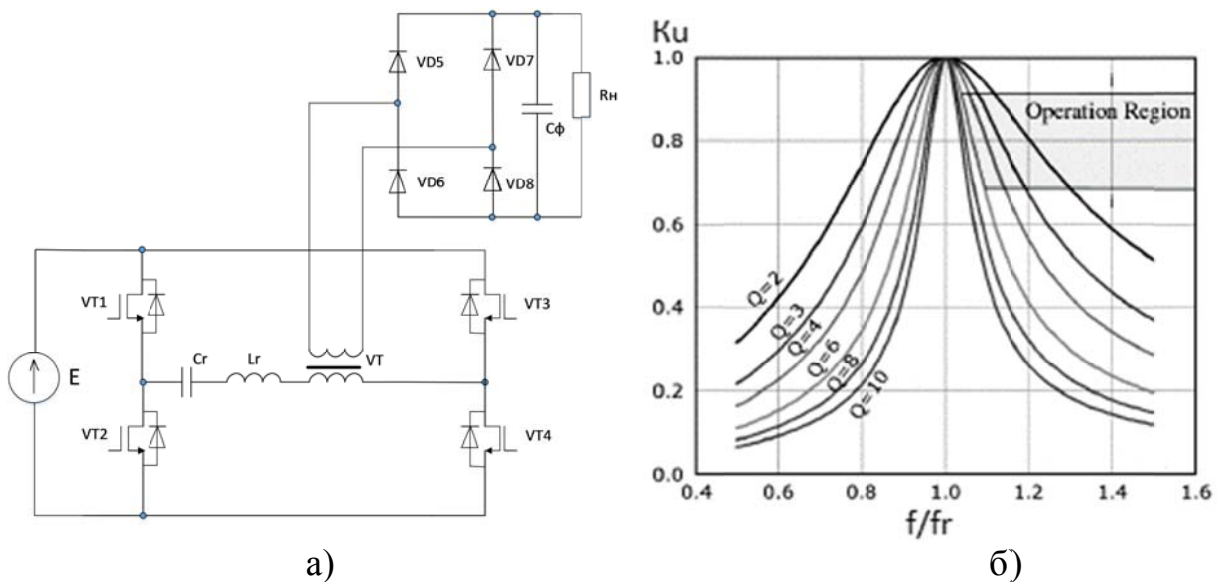 VD5
VD7
Cф
Rн
VD6
VD8
VT1
VT3
Cr
Lr
VT
E
VT2
VT4
а)
Ku
1.0
0.8
0.6
0.4
0.2
0.0
Operation Region
Q=2
Q=3
Q=4
Q=6
Q=8
Q=10
0.4
0.6
0.8
1.0
1.2
1.4
1.6
f/fr
б)